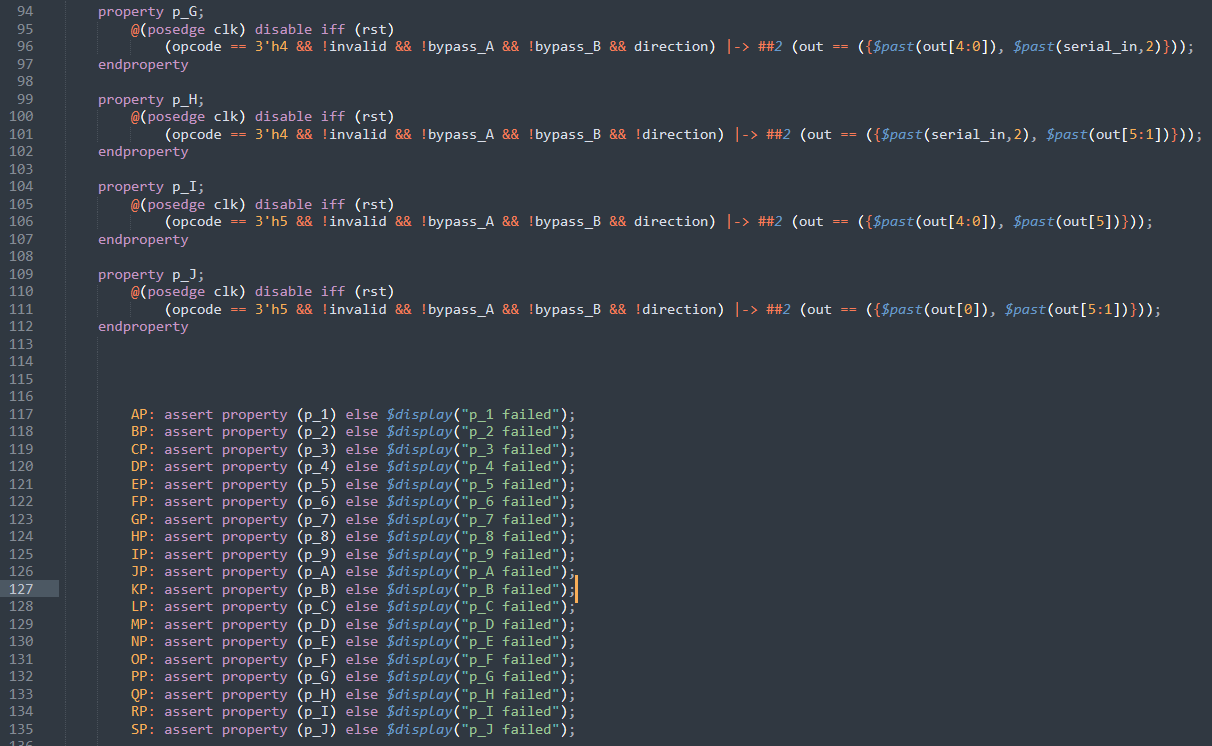 94 property p_G;
95 @(posedge clk) disable iff (rst)
96 (opcode == 3'h4 && !invalid && !bypass_A && !bypass_B && direction) |-> ##2 (out == ({$past(out[4:0]), $past(serial_in,2)}));
97 endproperty
98
99 property p_H;
100 @(posedge clk) disable iff (rst)
101 (opcode == 3'h4 && !invalid && !bypass_A && !bypass_B && !direction) |-> ##2 (out == ({$past(serial_in,2), $past(out[5:1])}));
102 endproperty
103
104 property p_I;
105 @(posedge clk) disable iff (rst)
106 (opcode == 3'h5 && !invalid && !bypass_A && !bypass_B && direction) |-> ##2 (out == ({$past(out[4:0]), $past(out[5])}));
107 endproperty
108
109 property p_J;
110 @(posedge clk) disable iff (rst)
111 (opcode == 3'h5 && !invalid && !bypass_A && !bypass_B && !direction) |-> ##2 (out == ({$past(out[0]), $past(out[5:1])}));
112 endproperty
113
114
115
116
117 AP: assert property (p_1) else $display("p_1 failed");
118 BP: assert property (p_2) else $display("p_2 failed");
119 CP: assert property (p_3) else $display("p_3 failed");
120 DP: assert property (p_4) else $display("p_4 failed");
121 EP: assert property (p_5) else $display("p_5 failed");
122 FP: assert property (p_6) else $display("p_6 failed");
123 GP: assert property (p_7) else $display("p_7 failed");
124 HP: assert property (p_8) else $display("p_8 failed");
125 IP: assert property (p_9) else $display("p_9 failed");
126 JP: assert property (p_A) else $display("p_A failed");
127 KP: assert property (p_B) else $display("p_B failed");
128 LP: assert property (p_C) else $display("p_C failed");
129 MP: assert property (p_D) else $display("p_D failed");
130 NP: assert property (p_E) else $display("p_E failed");
131 OP: assert property (p_F) else $display("p_F failed");
132 PP: assert property (p_G) else $display("p_G failed");
133 QP: assert property (p_H) else $display("p_H failed");
134 RP: assert property (p_I) else $display("p_I failed");
135 SP: assert property (p_J) else $display("p_J failed");